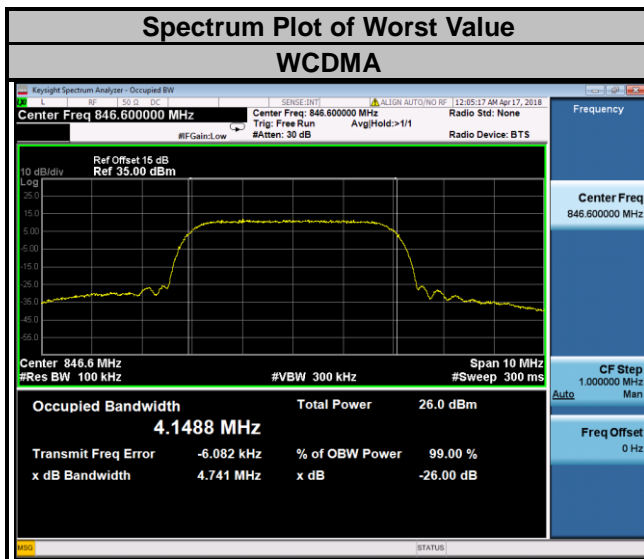 Spectrum Plot of Worst Value
WCDMA
Keysight Spectrum Analyzer - Occupied BW
L RF 50 Ω DC SENSE:INT ALIGN AUTO/NO RF 12:05:17 AM Apr 17, 2018
Center Freq 846.600000 MHz Center Freq: 846.600000 MHz Radio Std: None Frequency
Trig: Free Run Avg|Hold:>1/1
#IFGain:Low #Atten: 30 dB Radio Device: BTS
Ref Offset 15 dB
10 dB/div Ref 35.00 dBm
Log
25.0
15.0
5.00
-5.00
-15.0
-25.0
-35.0
-45.0
-55.0
Center Freq
846.600000 MHz
Center 846.6 MHz Span 10 MHz
#Res BW 100 kHz #VBW 300 kHz #Sweep 300 ms
CF Step
1.000000 MHz
Auto Man
Occupied Bandwidth Total Power 26.0 dBm
4.1488 MHz
Freq Offset
0 Hz
Transmit Freq Error -6.082 kHz % of OBW Power 99.00 %
x dB Bandwidth 4.741 MHz x dB -26.00 dB
MSG STATUS